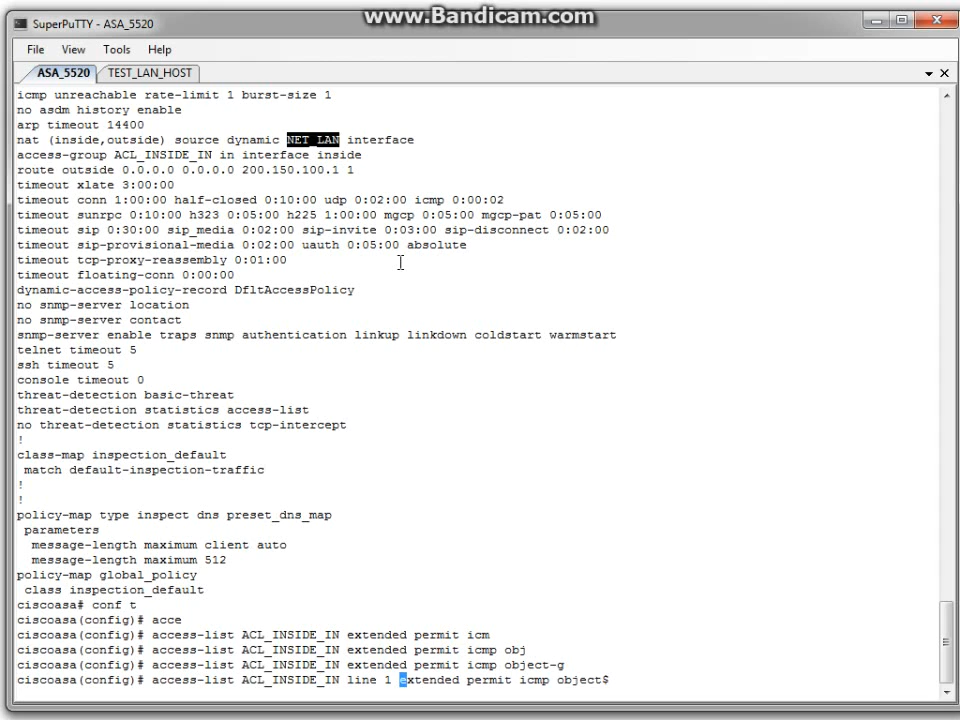 www.Bandicam.com
SuperPuTTY - ASA_5520
File View Tools Help
ASA_5520 TEST_LAN_HOST
icmp unreachable rate-limit 1 burst-size 1
no asdm history enable
arp timeout 14400
nat (inside,outside) source dynamic NET_LAN interface
access-group ACL_INSIDE_IN in interface inside
route outside 0.0.0.0 0.0.0.0 200.150.100.1 1
timeout xlate 3:00:00
timeout conn 1:00:00 half-closed 0:10:00 udp 0:02:00 icmp 0:00:02
timeout sunrpc 0:10:00 h323 0:05:00 h225 1:00:00 mgcp 0:05:00 mgcp-pat 0:05:00
timeout sip 0:30:00 sip_media 0:02:00 sip-invite 0:03:00 sip-disconnect 0:02:00
timeout sip-provisional-media 0:02:00 uauth 0:05:00 absolute
timeout tcp-proxy-reassembly 0:01:00
timeout floating-conn 0:00:00
dynamic-access-policy-record DfltAccessPolicy
no snmp-server location
no snmp-server contact
snmp-server enable traps snmp authentication linkup linkdown coldstart warmstart
telnet timeout 5
ssh timeout 5
console timeout 0
threat-detection basic-threat
threat-detection statistics access-list
no threat-detection statistics tcp-intercept
!
class-map inspection_default
match default-inspection-traffic
!
!
policy-map type inspect dns preset_dns_map
parameters
message-length maximum client auto
message-length maximum 512
policy-map global_policy
class inspection_default
ciscoasa# conf t
ciscoasa(config)# acce
ciscoasa(config)# access-list ACL_INSIDE_IN extended permit icm
ciscoasa(config)# access-list ACL_INSIDE_IN extended permit icmp obj
ciscoasa(config)# access-list ACL_INSIDE_IN extended permit icmp object-g
ciscoasa(config)# access-list ACL_INSIDE_IN line 1 extended permit icmp object$